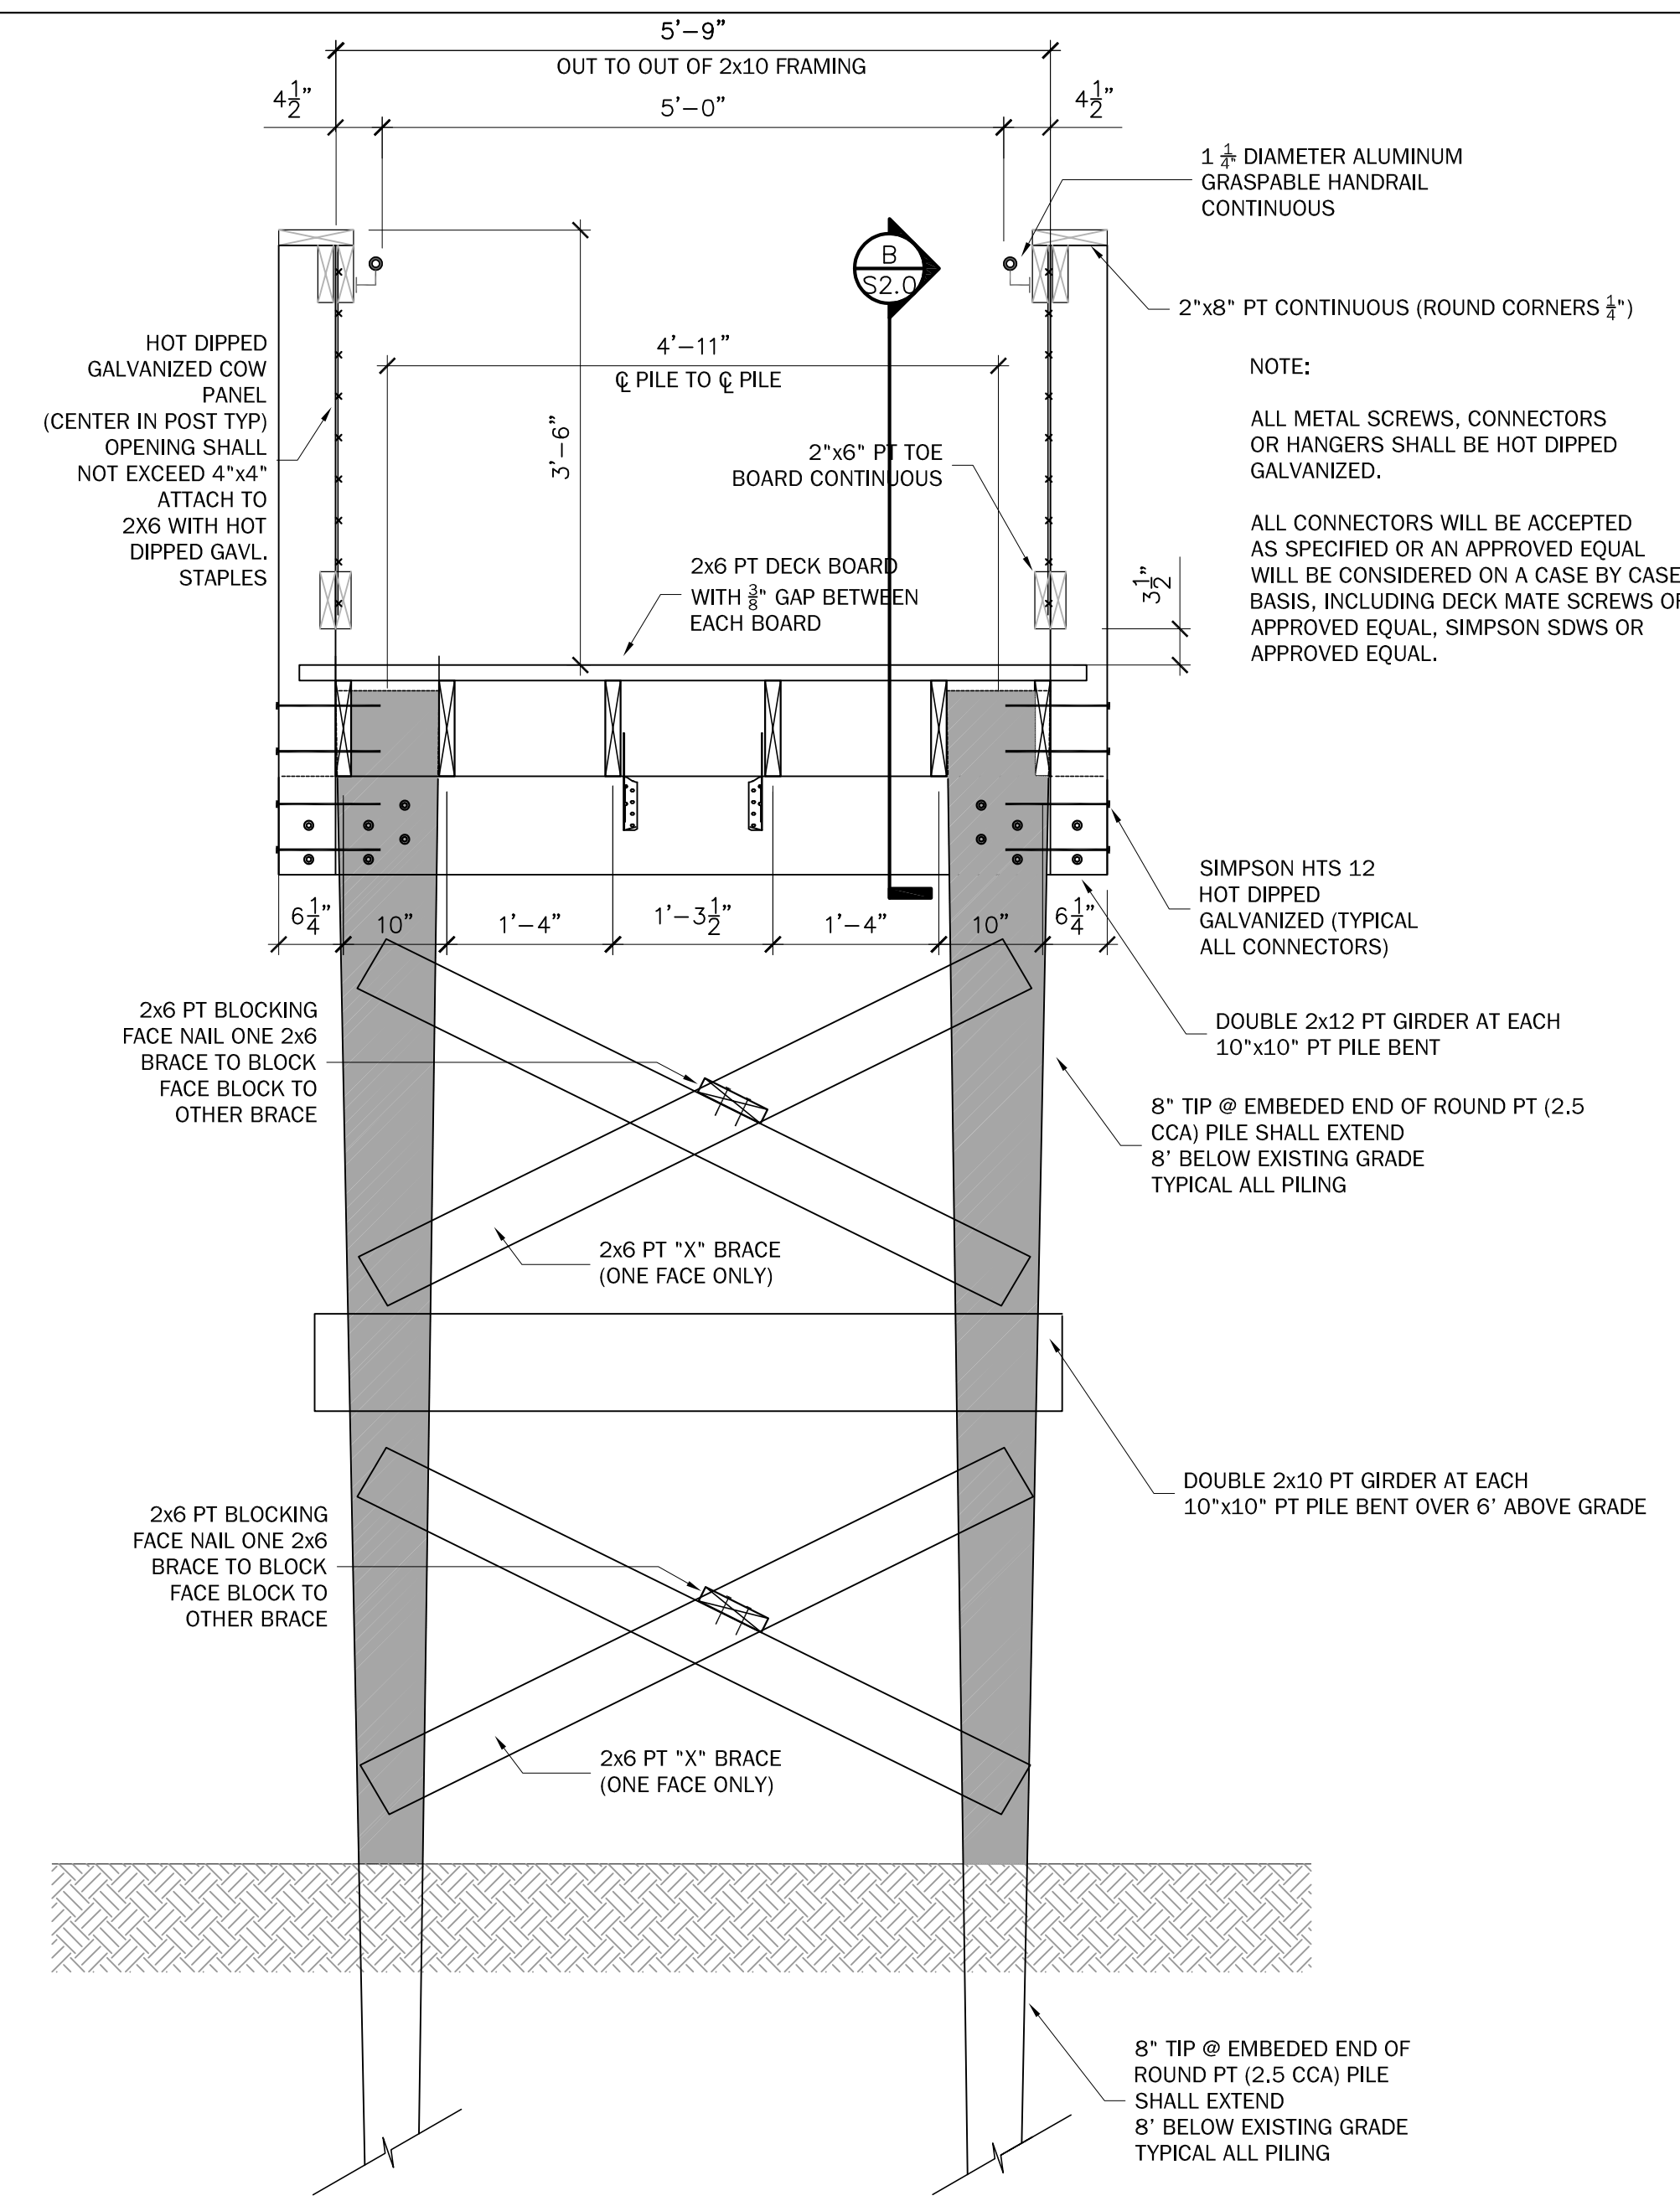 5'-9"
OUT TO OUT OF 2x10 FRAMING
4 1/2"
5'-0"
4 1/2"
1 1/4" DIAMETER ALUMINUM
GRASPABLE HANDRAIL
CONTINUOUS
B
S2.0
2"x8" PT CONTINUOUS (ROUND CORNERS 1/4")
HOT DIPPED
GALVANIZED COW
PANEL
(CENTER IN POST TYP)
OPENING SHALL
NOT EXCEED 4"x4"
ATTACH TO
2X6 WITH HOT
DIPPED GAVL.
STAPLES
3'-6"
4'-11"
℄ PILE TO ℄ PILE
2"x6" PT TOE
BOARD CONTINUOUS
2x6 PT DECK BOARD
WITH 3/8" GAP BETWEEN
EACH BOARD
3 1/2"
NOTE:
ALL METAL SCREWS, CONNECTORS
OR HANGERS SHALL BE HOT DIPPED
GALVANIZED.
ALL CONNECTORS WILL BE ACCEPTED
AS SPECIFIED OR AN APPROVED EQUAL
WILL BE CONSIDERED ON A CASE BY CASE
BASIS, INCLUDING DECK MATE SCREWS
APPROVED EQUAL, SIMPSON SDWS OR
APPROVED EQUAL.
SIMPSON HTS 12
HOT DIPPED
GALVANIZED (TYPICAL
ALL CONNECTORS)
6 1/4"
10"
1'-4"
1'-3 1/2"
1'-4"
10"
6 1/4"
2x6 PT BLOCKING
FACE NAIL ONE 2x6
BRACE TO BLOCK
FACE BLOCK TO
OTHER BRACE
DOUBLE 2x12 PT GIRDER AT EACH
10"x10" PT PILE BENT
8" TIP @ EMBEDED END OF ROUND PT (2.5
CCA) PILE SHALL EXTEND
8' BELOW EXISTING GRADE
TYPICAL ALL PILING
2x6 PT "X" BRACE
(ONE FACE ONLY)
DOUBLE 2x10 PT GIRDER AT EACH
10"x10" PT PILE BENT OVER 6' ABOVE GRADE
2x6 PT BLOCKING
FACE NAIL ONE 2x6
BRACE TO BLOCK
FACE BLOCK TO
OTHER BRACE
2x6 PT "X" BRACE
(ONE FACE ONLY)
8" TIP @ EMBEDED END OF
ROUND PT (2.5 CCA) PILE
SHALL EXTEND
8' BELOW EXISTING GRADE
TYPICAL ALL PILING